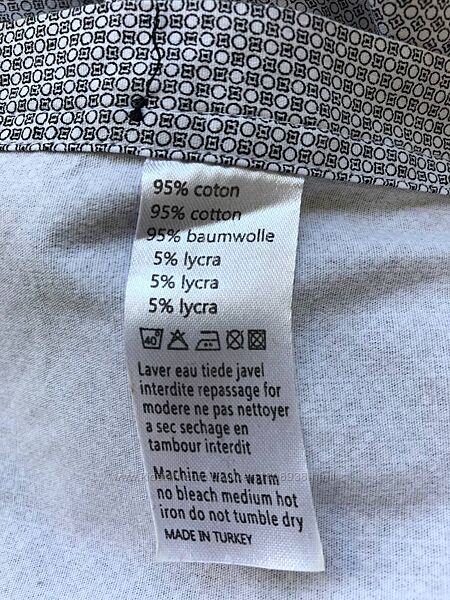 95% coton
95% cotton
95% baumwolle
5% lycra
5% lycra
5% lycra
40°
Laver eau tiede javel
interdite repassage for
modere ne pas nettoyer
a sec sechage en
tambour interdit
Machine wash warm
no bleach medium hot
iron do not tumble dry
MADE IN TURKEY